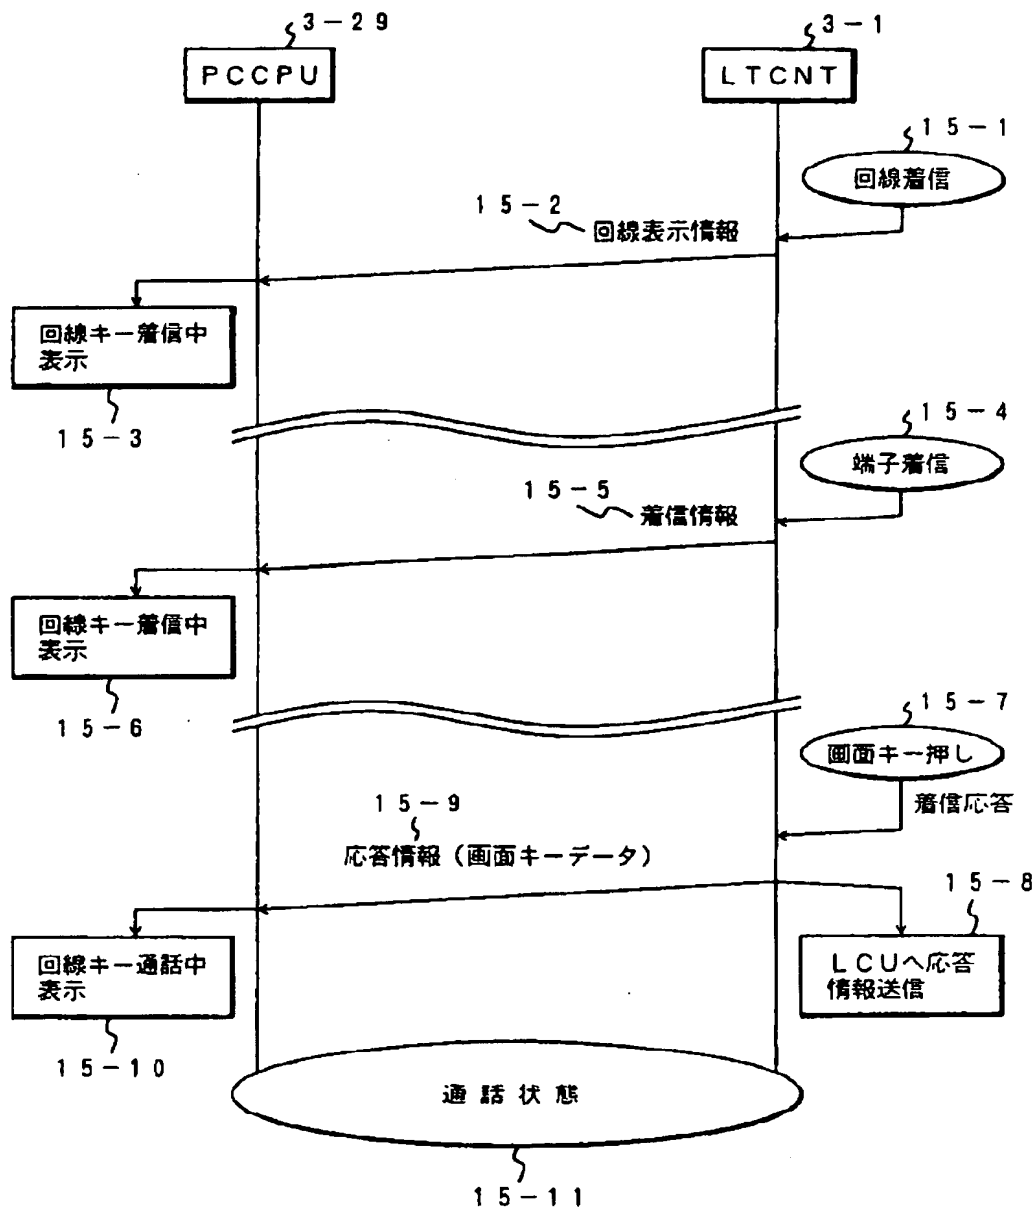 3-29
3-1
PCCPU
LTCNT
15-1
回線着信
15-2
回線表示情報
回線キー着信中
表示
15-3
15-4
端子着信
15-5
着信情報
回線キー着信中
表示
15-6
15-7
画面キー押し
着信応答
15-9
応答情報(画面キーデータ)
15-8
回線キー通話中
表示
LCUへ応答
情報送信
15-10
通話状態
15-11